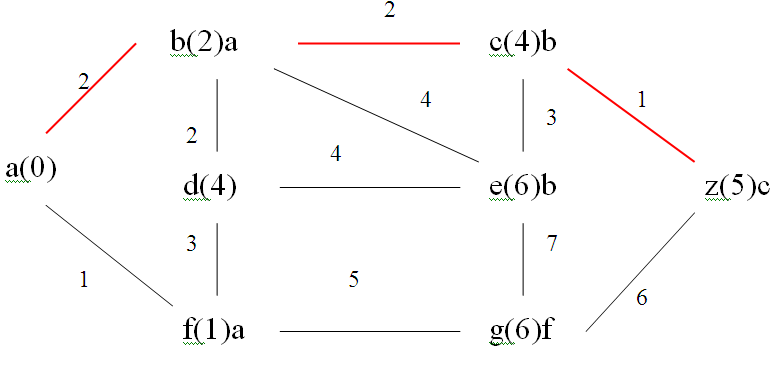 2
b(2)a
c(4)b
2
4
1
2
3
4
a(0)
d(4)
e(6)b
z(5)c
3
7
1
5
6
f(1)a
g(6)f